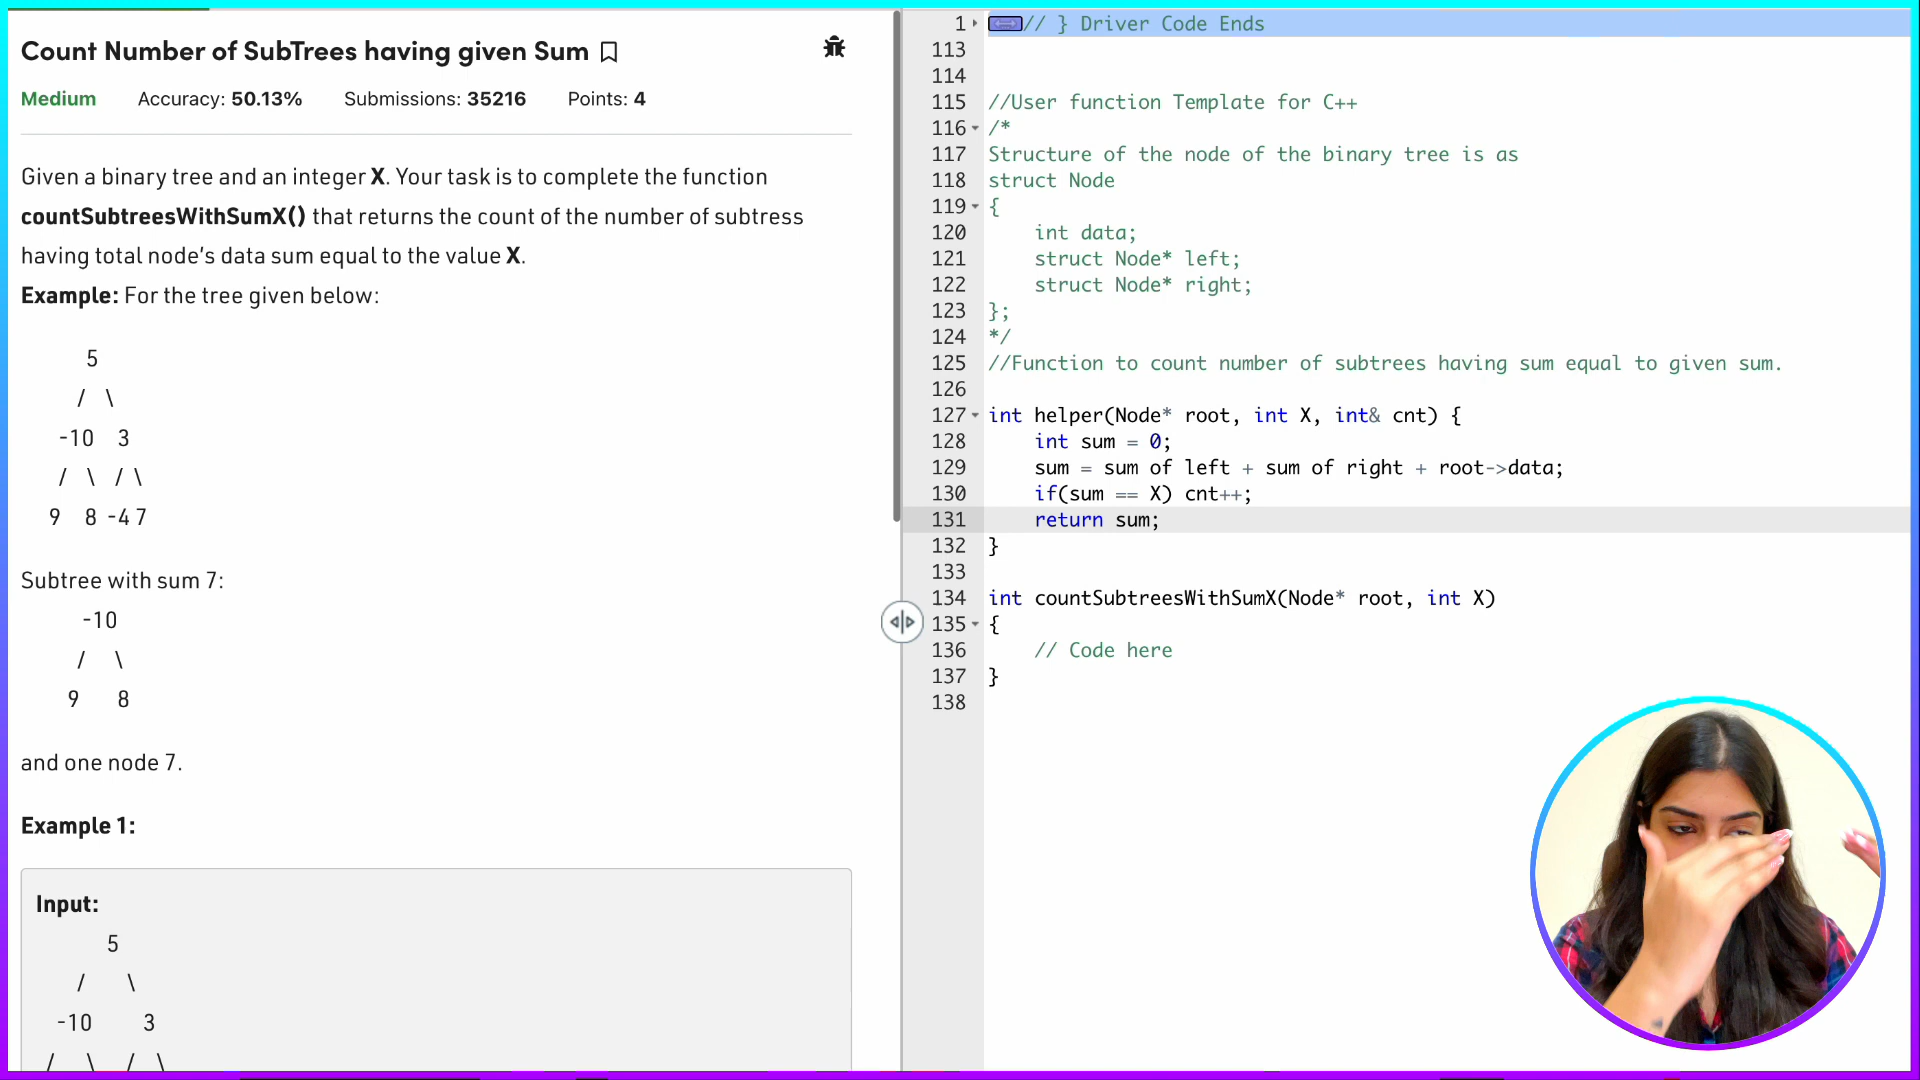 Count Number of SubTrees having given Sum
Medium Accuracy: 50.13% Submissions: 35216 Points: 4
Given a binary tree and an integer X. Your task is to complete the function
countSubtreesWithSumX() that returns the count of the number of subtress
having total node's data sum equal to the value X.
Example: For the tree given below:
5
/ \
-10 3
/ \ / \
9 8 -4 7
Subtree with sum 7:
-10
/ \
9 8
and one node 7.
Example 1:
Input:
5
/ \
-10 3
/ \ / \
1 // } Driver Code Ends
113
114
115 //User function Template for C++
116 /*
117 Structure of the node of the binary tree is as
118 struct Node
119 {
120 int data;
121 struct Node* left;
122 struct Node* right;
123 };
124 */
125 //Function to count number of subtrees having sum equal to given sum.
126
127 int helper(Node* root, int X, int& cnt) {
128 int sum = 0;
129 sum = sum of left + sum of right + root->data;
130 if(sum == X) cnt++;
131 return sum;
132 }
133
134 int countSubtreesWithSumX(Node* root, int X)
135 {
136 // Code here
137 }
138